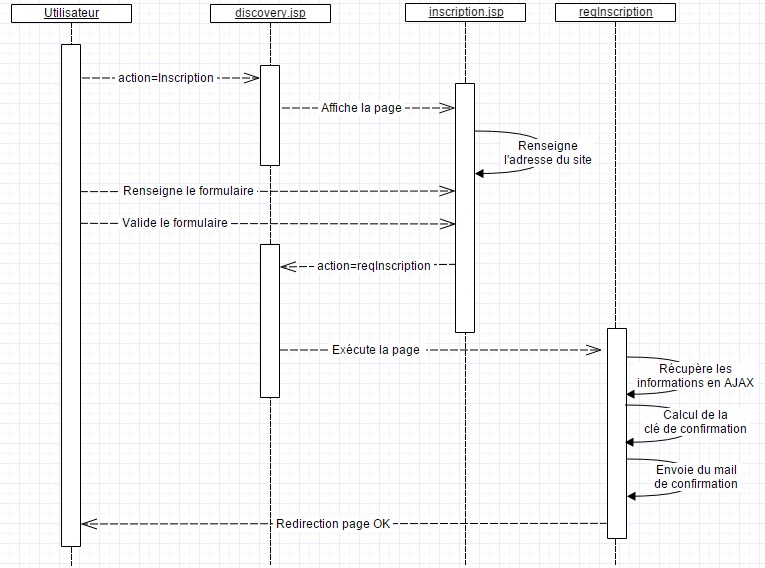 Utilisateur
discovery.jsp
inscription.jsp
reqInscription
action=Inscription
Affiche la page
Renseigne
l'adresse du site
Renseigne le formulaire
Valide le formulaire
action=reqInscription
Exécute la page
Récupère les
informations en AJAX
Calcul de la
clé de confirmation
Envoie du mail
de confirmation
Redirection page OK